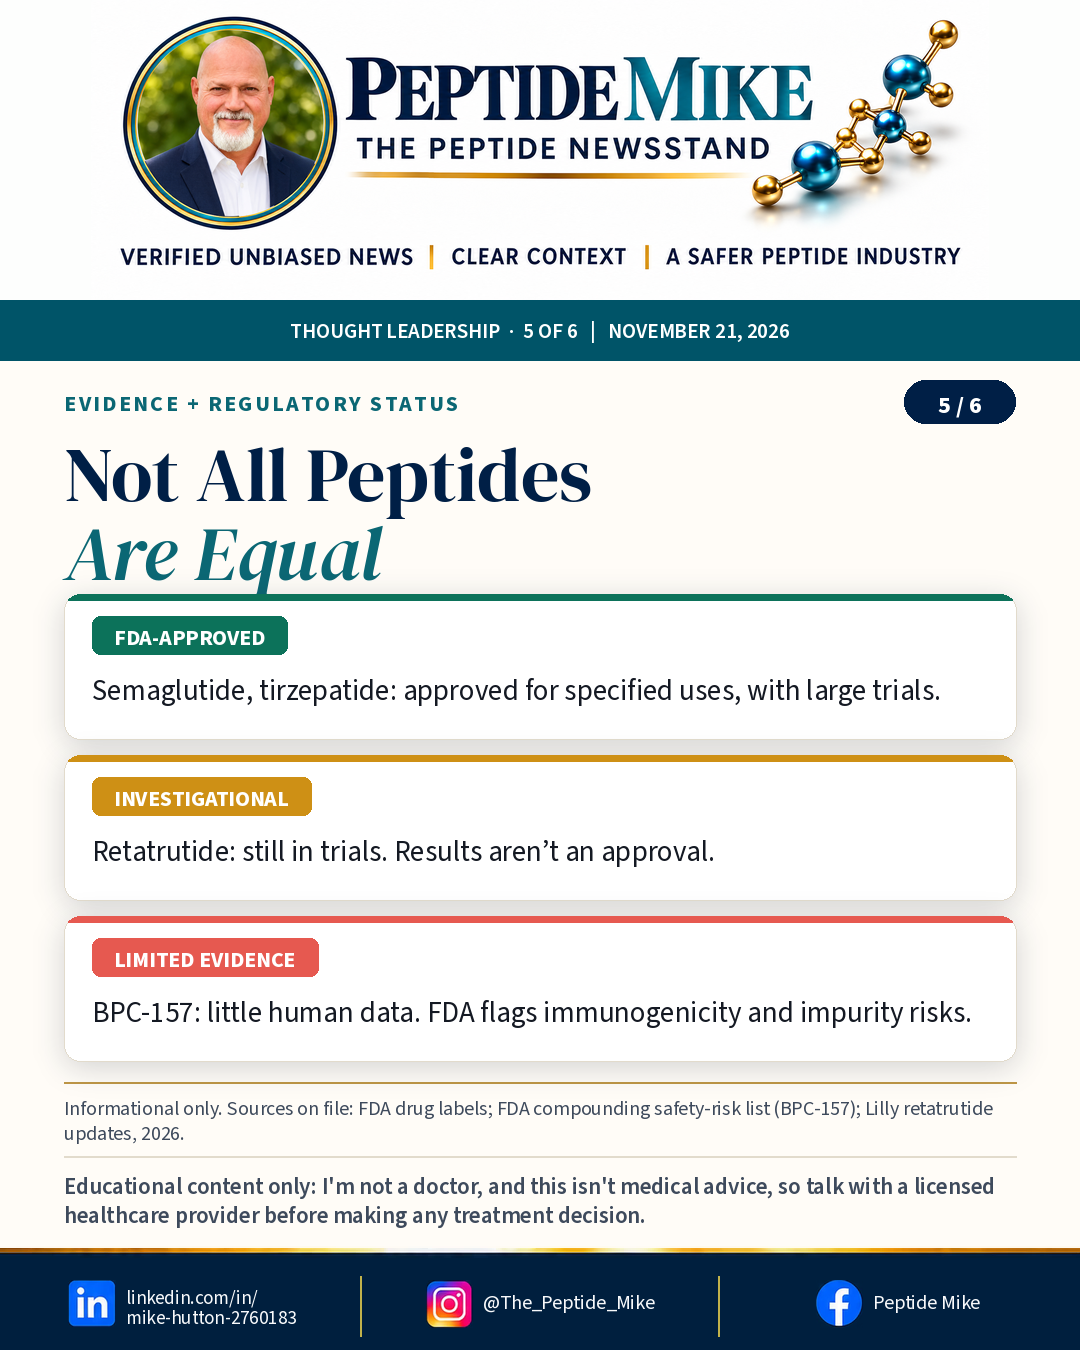 PEPTIDEMIKE
THE PEPTIDE NEWSSTAND
VERIFIED UNBIASED NEWS | CLEAR CONTEXT | A SAFER PEPTIDE INDUSTRY
THOUGHT LEADERSHIP · 5 OF 6 | NOVEMBER 21, 2026
EVIDENCE + REGULATORY STATUS
5 / 6
Not All Peptides
Are Equal
FDA-APPROVED
Semaglutide, tirzepatide: approved for specified uses, with large trials.
INVESTIGATIONAL
Retatrutide: still in trials. Results aren’t an approval.
LIMITED EVIDENCE
BPC-157: little human data. FDA flags immunogenicity and impurity risks.
Informational only. Sources on file: FDA drug labels; FDA compounding safety-risk list (BPC-157); Lilly retatrutide
updates, 2026.
Educational content only: I'm not a doctor, and this isn't medical advice, so talk with a licensed
healthcare provider before making any treatment decision.
linkedin.com/in/
mike-hutton-2760183
@The_Peptide_Mike
Peptide Mike